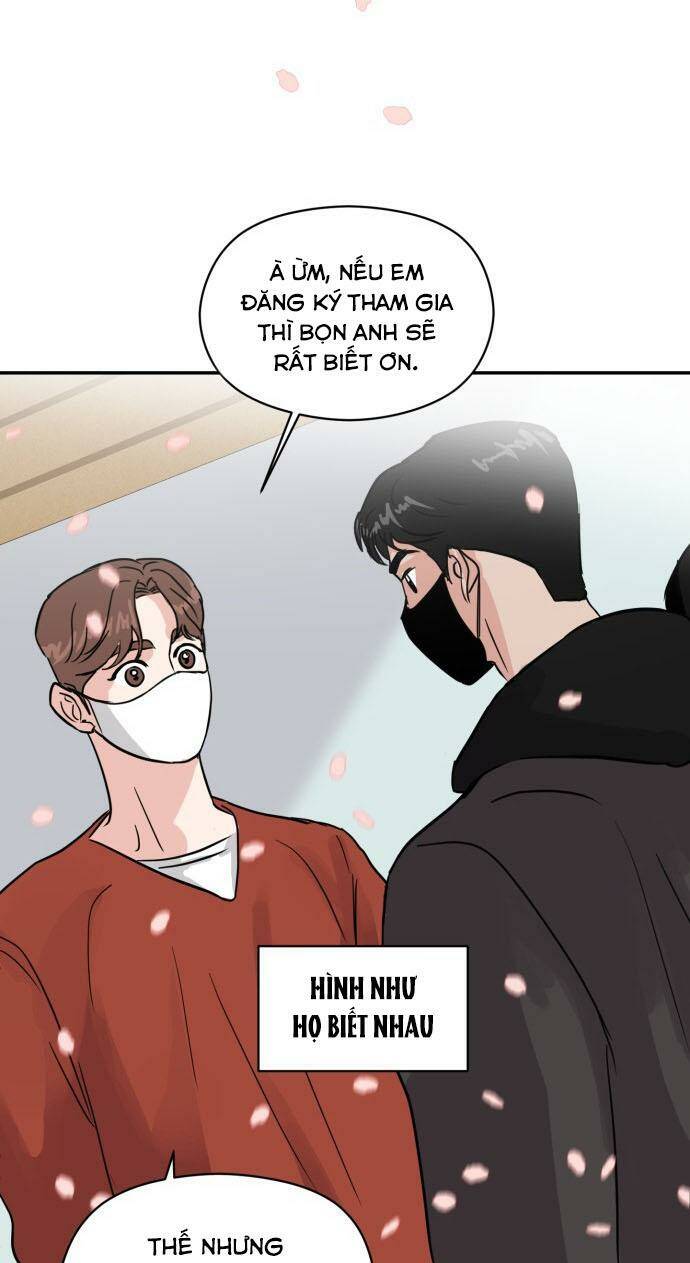 À ỪM, NẾU EM
ĐĂNG KÝ THAM GIA
THÌ BỌN ANH SẼ
RẤT BIẾT ƠN.
HÌNH NHƯ
HỌ BIẾT NHAU
THẾ NHƯNG